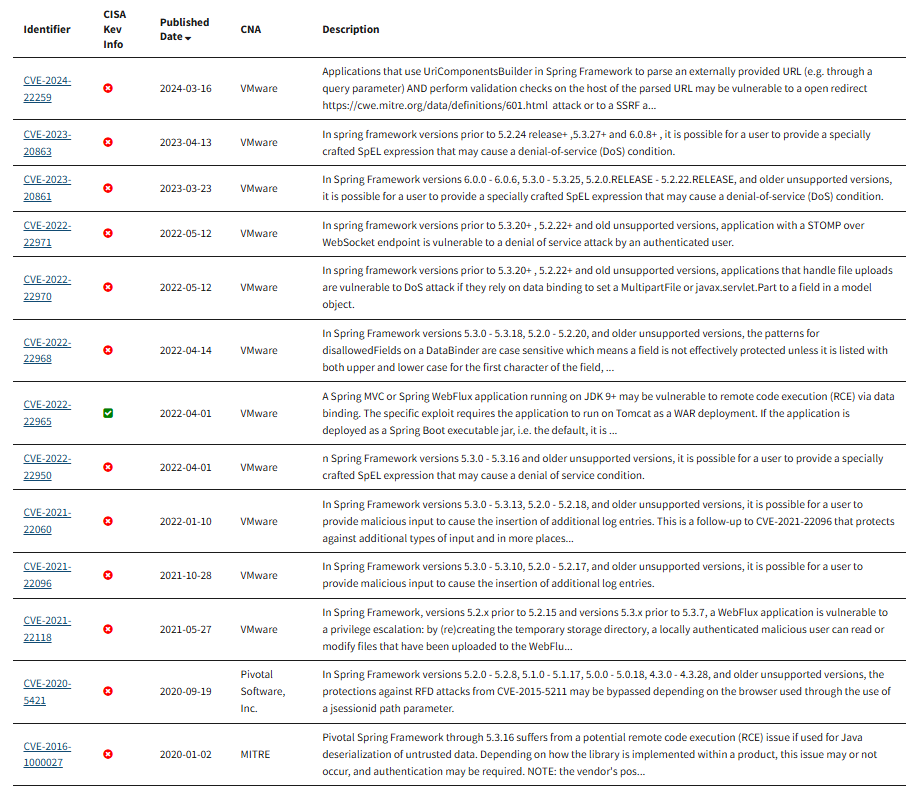 Identifier
CISA
Kev
Info
Published
Date
CNA
Description
CVE-2024-
22259
2024-03-16
VMware
Applications that use UriComponentsBuilder in Spring Framework to parse an externally provided URL (e.g. through a
query parameter) AND perform validation checks on the host of the parsed URL may be vulnerable to a open redirect
https://cwe.mitre.org/data/definitions/601.html attack or to a SSRF a...
CVE-2023-
20863
2023-04-13
VMware
In spring framework versions prior to 5.2.24 release+ ,5.3.27+ and 6.0.8+ , it is possible for a user to provide a specially
crafted SpEL expression that may cause a denial-of-service (DoS) condition.
CVE-2023-
20861
2023-03-23
VMware
In Spring Framework versions 6.0.0 - 6.0.6, 5.3.0 - 5.3.25, 5.2.0.RELEASE - 5.2.22.RELEASE, and older unsupported versions,
it is possible for a user to provide a specially crafted SpEL expression that may cause a denial-of-service (DoS) condition.
CVE-2022-
22971
2022-05-12
VMware
In spring framework versions prior to 5.3.20+ , 5.2.22+ and old unsupported versions, application with a STOMP over
WebSocket endpoint is vulnerable to a denial of service attack by an authenticated user.
CVE-2022-
22970
2022-05-12
VMware
In spring framework versions prior to 5.3.20+ , 5.2.22+ and old unsupported versions, applications that handle file uploads
are vulnerable to DoS attack if they rely on data binding to set a MultipartFile or javax.servlet.Part to a field in a model
object.
CVE-2022-
22968
2022-04-14
VMware
In Spring Framework versions 5.3.0 - 5.3.18, 5.2.0 - 5.2.20, and older unsupported versions, the patterns for
disallowedFields on a DataBinder are case sensitive which means a field is not effectively protected unless it is listed with
both upper and lower case for the first character of the field, ...
CVE-2022-
22965
2022-04-01
VMware
A Spring MVC or Spring WebFlux application running on JDK 9+ may be vulnerable to remote code execution (RCE) via data
binding. The specific exploit requires the application to run on Tomcat as a WAR deployment. If the application is
deployed as a Spring Boot executable jar, i.e. the default, it is ...
CVE-2022-
22950
2022-04-01
VMware
n Spring Framework versions 5.3.0 - 5.3.16 and older unsupported versions, it is possible for a user to provide a specially
crafted SpEL expression that may cause a denial of service condition.
CVE-2021-
22060
2022-01-10
VMware
In Spring Framework versions 5.3.0 - 5.3.13, 5.2.0 - 5.2.18, and older unsupported versions, it is possible for a user to
provide malicious input to cause the insertion of additional log entries. This is a follow-up to CVE-2021-22096 that protects
against additional types of input and in more places...
CVE-2021-
22096
2021-10-28
VMware
In Spring Framework versions 5.3.0 - 5.3.10, 5.2.0 - 5.2.17, and older unsupported versions, it is possible for a user to
provide malicious input to cause the insertion of additional log entries.
CVE-2021-
22118
2021-05-27
VMware
In Spring Framework, versions 5.2.x prior to 5.2.15 and versions 5.3.x prior to 5.3.7, a WebFlux application is vulnerable to
a privilege escalation: by (re)creating the temporary storage directory, a locally authenticated malicious user can read or
modify files that have been uploaded to the WebFlu...
CVE-2020-
5421
2020-09-19
Pivotal
Software,
Inc.
In Spring Framework versions 5.2.0 - 5.2.8, 5.1.0 - 5.1.17, 5.0.0 - 5.0.18, 4.3.0 - 4.3.28, and older unsupported versions, the
protections against RFD attacks from CVE-2015-5211 may be bypassed depending on the browser used through the use of
a jsessionid path parameter.
CVE-2016-
1000027
2020-01-02
MITRE
Pivotal Spring Framework through 5.3.16 suffers from a potential remote code execution (RCE) issue if used for Java
deserialization of untrusted data. Depending on how the library is implemented within a product, this issue may or not
occur, and authentication may be required. NOTE: the vendor's pos...